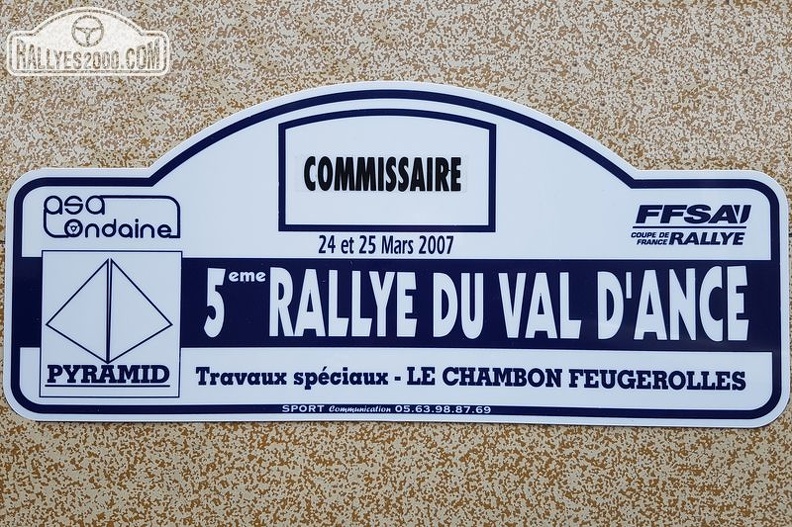 RALLYES2000.COM
COMMISSAIRE
asa
Ondaine
FFSA
COUPE DE
FRANCE RALLYE
24 et 25 Mars 2007
5eme RALLYE DU VAL D'ANCE
PYRAMID
Travaux spéciaux - LE CHAMBON FEUGEROLLES
SPORT Communication 05.63.98.87.69